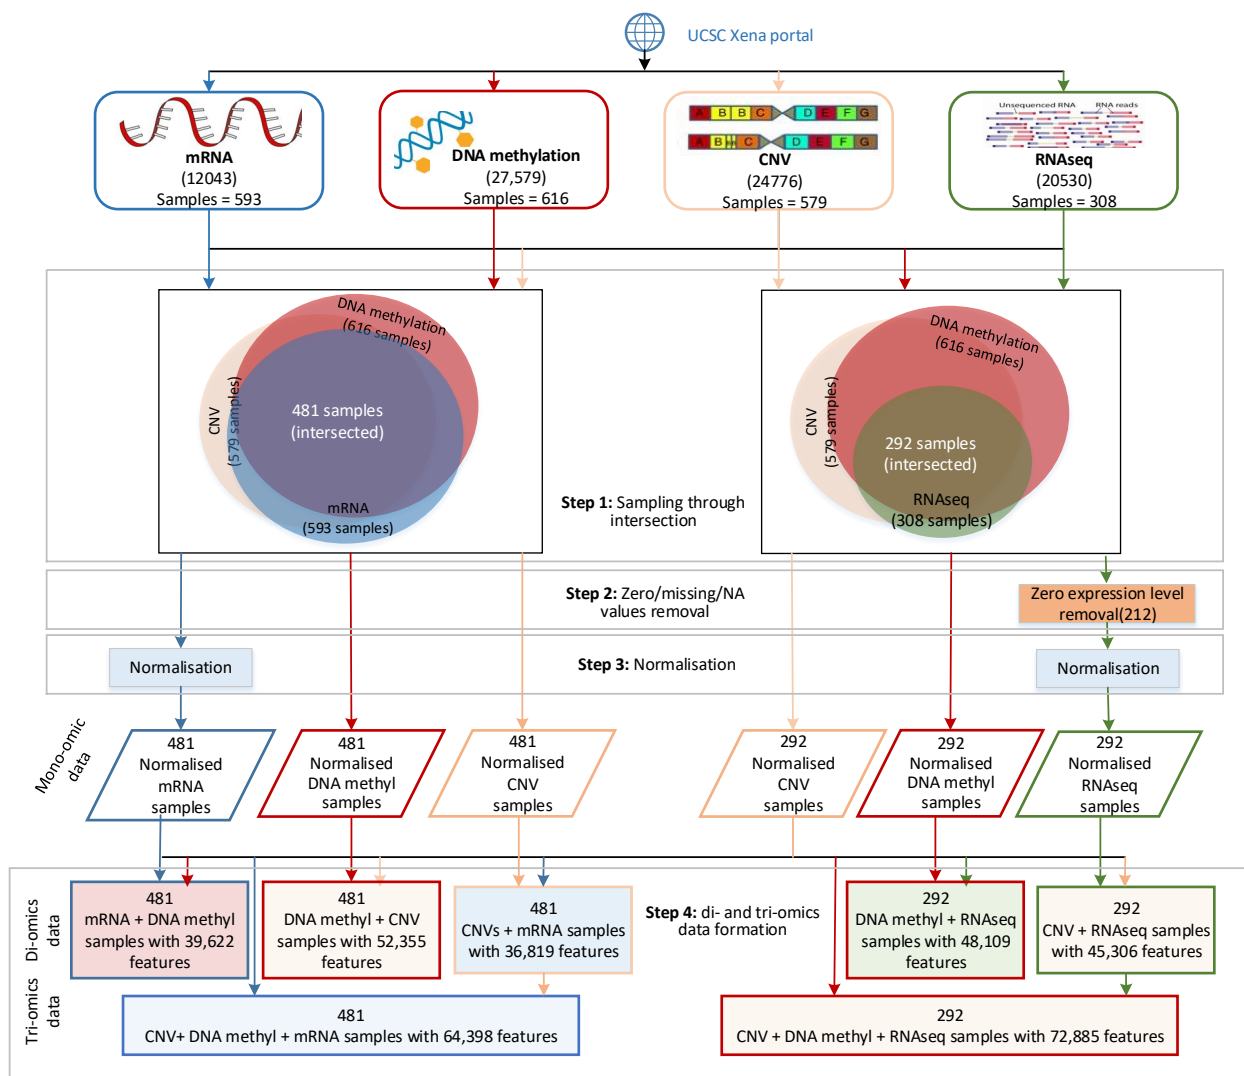 UCSC Xena portal
mRNA
(12043)
Samples = 593
DNA methylation
(27,579)
Samples = 616
A B B C D E F G
A B C D E F G
CNV
(24776)
Samples = 579
Unsequenced RNA RNA reads
RNAseq
(20530)
Samples = 308
DNA methylation
(616 samples)
CNV
(579 samples)
481 samples
(intersected)
mRNA
(593 samples)
Step 1: Sampling through
intersection
DNA methylation
(616 samples)
CNV
(579 samples)
292 samples
(intersected)
RNAseq
(308 samples)
Step 2: Zero/missing/NA
values removal
Zero expression level
removal(212)
Normalisation
Step 3: Normalisation
Normalisation
Mono-omic
data
481
Normalised
mRNA
samples
481
Normalised
DNA methyl
samples
481
Normalised
CNV
samples
292
Normalised
CNV
samples
292
Normalised
DNA methyl
samples
292
Normalised
RNAseq
samples
Di-omics
data
481
mRNA + DNA methyl
samples with 39,622
features
481
DNA methyl + CNV
samples with 52,355
features
481
CNVs + mRNA samples
with 36,819 features
Step 4: di- and tri-omics
data formation
292
DNA methyl + RNAseq
samples with 48,109
features
292
CNV + RNAseq samples
with 45,306 features
Tri-omics
data
481
CNV+ DNA methyl + mRNA samples with 64,398 features
292
CNV + DNA methyl + RNAseq samples with 72,885 features